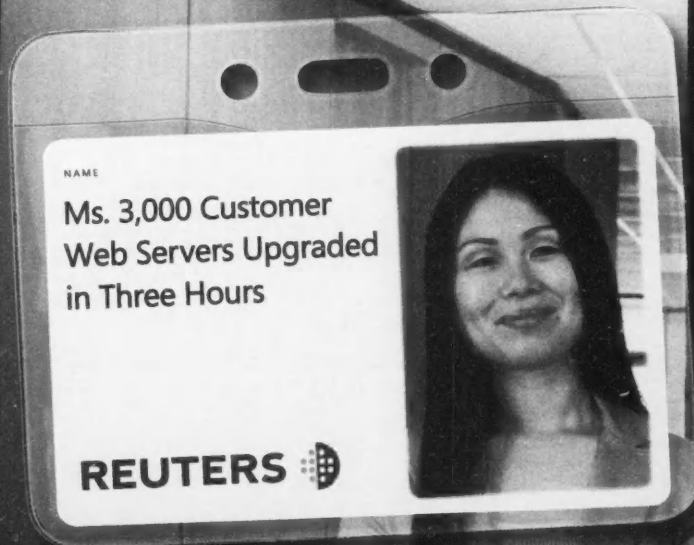 NAME
Ms. 3,000 Customer
Web Servers Upgraded
in Three Hours
REUTERS